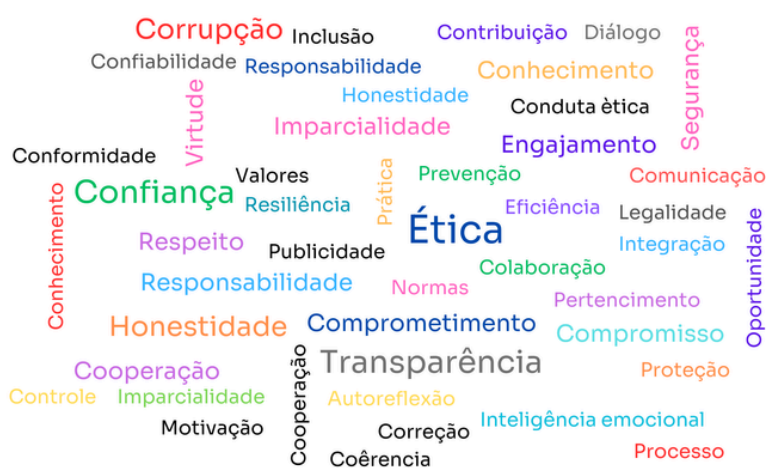 Corrupção
Inclusão
Contribuição
Diálogo
Segurança
Confiabilidade
Responsabilidade
Conhecimento
Virtude
Honestidade
Conduta ètica
Imparcialidade
Engajamento
Conformidade
Valores
Prática
Prevenção
Comunicação
Conhecimento
Confiança
Resiliência
Ética
Eficiência
Legalidade
Oportunidade
Respeito
Publicidade
Integração
Responsabilidade
Normas
Colaboração
Pertencimento
Honestidade
Comprometimento
Compromisso
Cooperação
Cooperação
Transparência
Proteção
Controle
Imparcialidade
Autoreflexão
Motivação
Correção
Inteligência emocional
Coêrencia
Processo